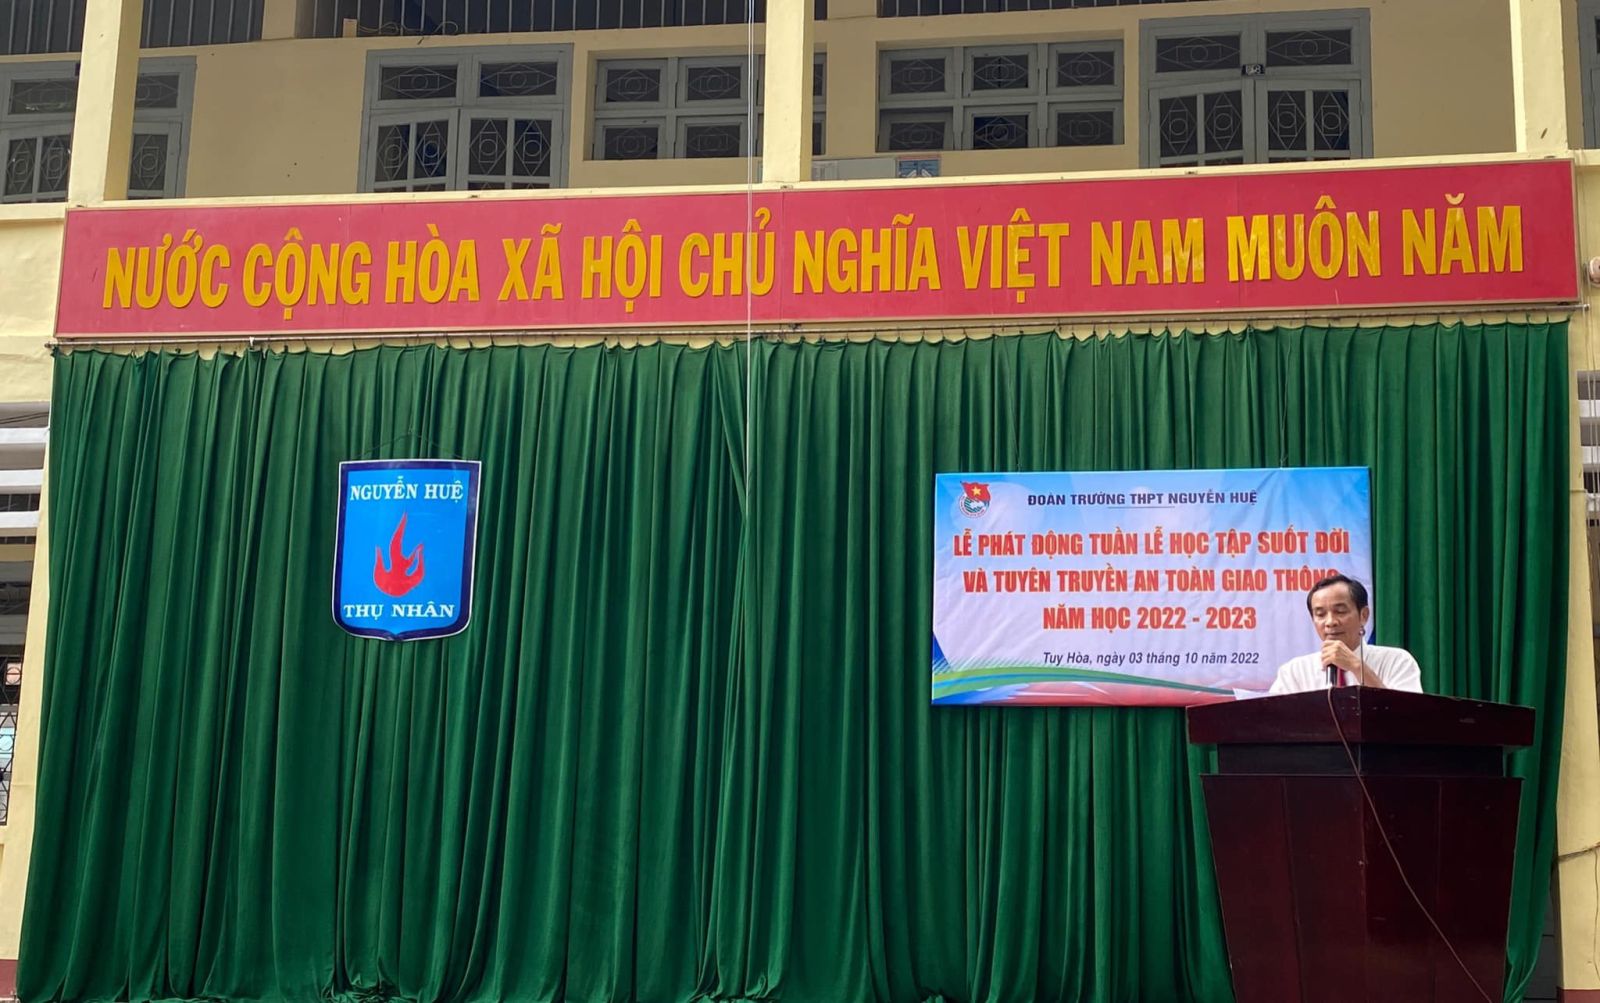 NƯỚC CỘNG HÒA XÃ HỘI CHỦ NGHĨA VIỆT NAM MUÔN NĂM
NGUYỄN HUỆ
THỤ NHÂN
ĐOÀN TRƯỜNG THPT NGUYỄN HUỆ
LỄ PHÁT ĐỘNG TUẦN LỄ HỌC TẬP SUỐT ĐỜI
VÀ TUYÊN TRUYỀN AN TOÀN GIAO THÔNG
NĂM HỌC 2022 - 2023
Tuy Hòa, ngày 03 tháng 10 năm 2022